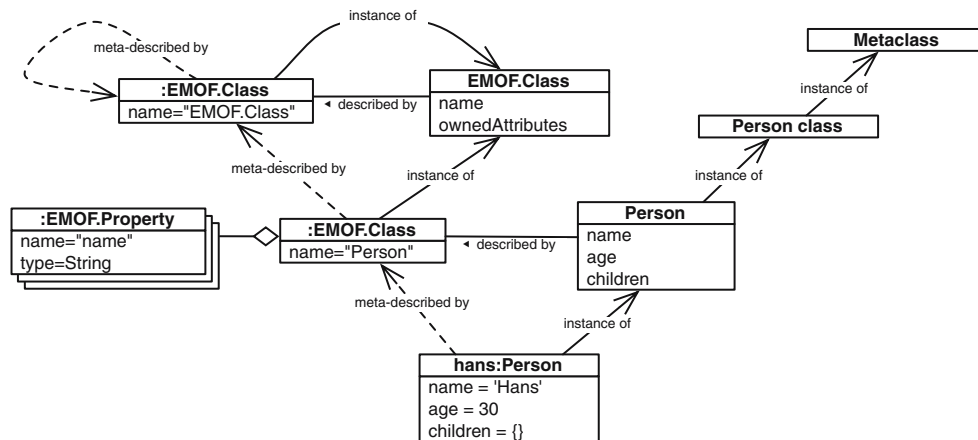 instance of
meta-described by
Metaclass
:EMOF.Class
name="EMOF.Class"
EMOF.Class
name
ownedAttributes
◄ described by
instance of
Person class
meta-described by
instance of
instance of
:EMOF.Property
name="name"
type=String
:EMOF.Class
name="Person"
◄ described by
Person
name
age
children
meta-described by
instance of
hans:Person
name = 'Hans'
age = 30
children = {}